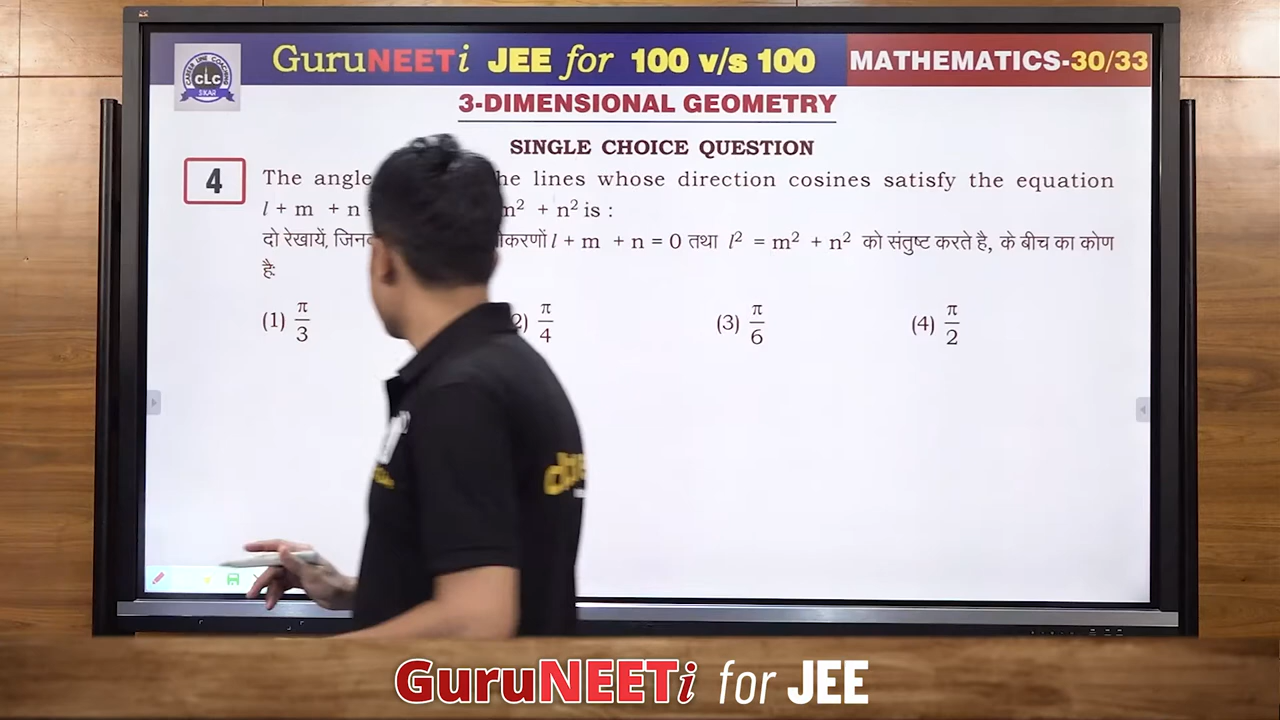 GuruNEETi JEE for 100 v/s 100
MATHEMATICS-30/33
CLC
SIKAR
3-DIMENSIONAL GEOMETRY
SINGLE CHOICE QUESTION
4
The angle he lines whose direction cosines satisfy the equation
l + m + n m² + n² is :
दो रेखायें, l + m + n = 0 तथा l² = m² + n² को संतुष्ट करते है, के बीच का कोण
है:
(1) π/3
2) π/4
(3) π/6
(4) π/2
GuruNEETi for JEE